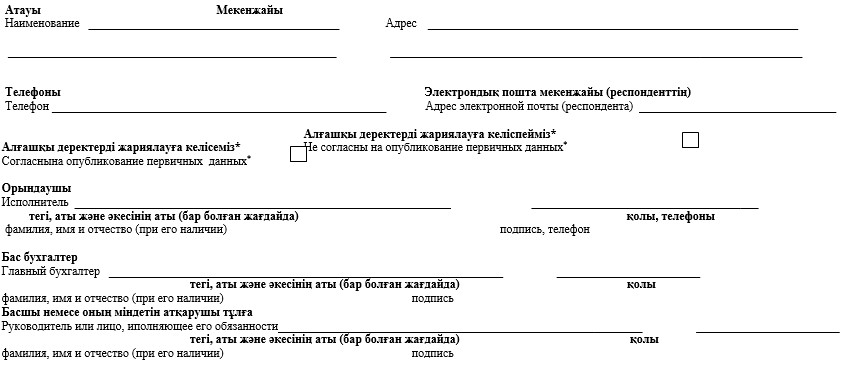 Атауы Мекенжайы
Наименование Адрес
Телефоны Электрондық пошта мекенжайы (респонденттің)
Телефон Адрес электронной почты (респондента)
Алғашқы деректерді жариялауға келіспейміз*
Алғашқы деректерді жариялауға келісеміз*
Не согласны на опубликование первичных данных*
Согласнына опубликование первичных данных*
Орындаушы
Исполнитель
тегі, аты және әкесінің аты (бар болған жағдайда) қолы, телефоны
фамилия, имя и отчество (при его наличии) подпись, телефон
Бас бухгалтер
Главный бухгалтер
тегі, аты және әкесінің аты (бар болған жағдайда) қолы
фамилия, имя и отчество (при его наличии) подпись
Басшы немесе оның міндетін атқарушы тұлға
Руководитель или лицо, иполняющее его обязанности
тегі, аты және әкесінің аты (бар болған жағдайда) қолы
фамилия, имя и отчество (при его наличии) подпись